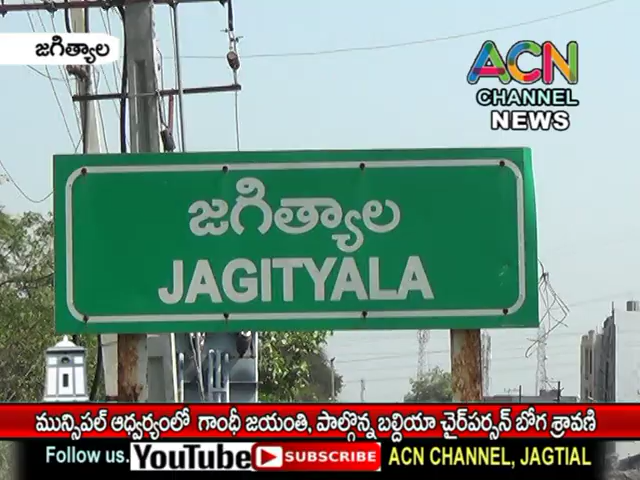 జగిత్యాల
ACN
CHANNEL
NEWS
జగిత్యాల
JAGITYALA
మున్సిపల్ ఆధ్వర్యంలో గాంధీ జయంతి, పాల్గొన్న బల్దియా చైర్‌పర్సన్ బోగ శ్రావణి
Follow us. YouTube SUBSCRIBE ACN CHANNEL, JAGTIAL